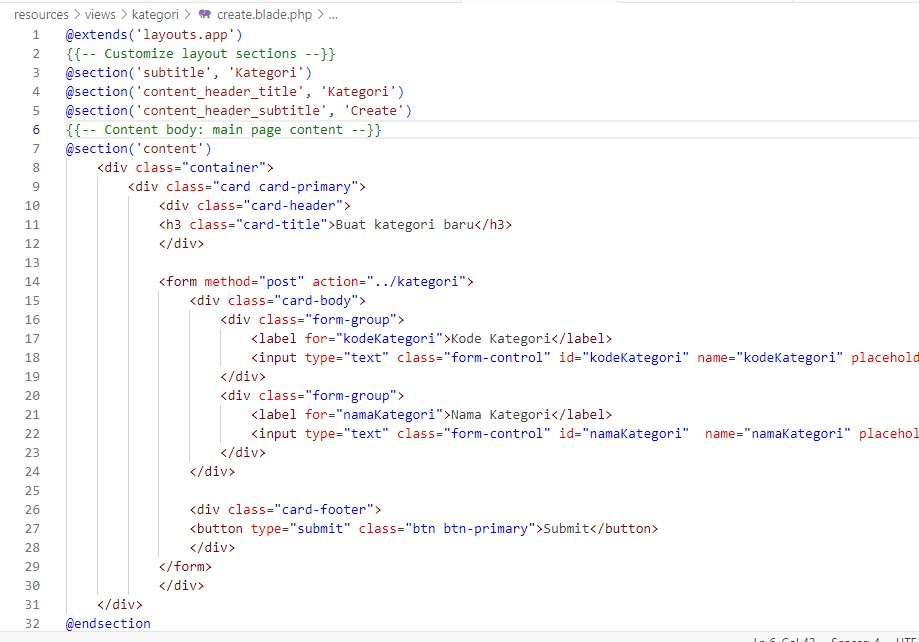 resources > views > kategori > create.blade.php > ...
1 @extends('layouts.app')
2 {{-- Customize layout sections --}}
3 @section('subtitle', 'Kategori')
4 @section('content_header_title', 'Kategori')
5 @section('content_header_subtitle', 'Create')
6 {{-- Content body: main page content --}}
7 @section('content')
8 <div class="container">
9 <div class="card card-primary">
10 <div class="card-header">
11 <h3 class="card-title">Buat kategori baru</h3>
12 </div>
13
14 <form method="post" action="../kategori">
15 <div class="card-body">
16 <div class="form-group">
17 <label for="kodeKategori">Kode Kategori</label>
18 <input type="text" class="form-control" id="kodeKategori" name="kodeKategori" placehold
19 </div>
20 <div class="form-group">
21 <label for="namaKategori">Nama Kategori</label>
22 <input type="text" class="form-control" id="namaKategori"  name="namaKategori" placehol
23 </div>
24 </div>
25
26 <div class="card-footer">
27 <button type="submit" class="btn btn-primary">Submit</button>
28 </div>
29 </form>
30 </div>
31 </div>
32 @endsection